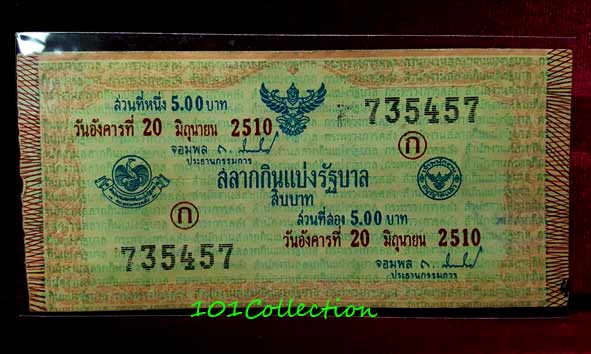 ส่วนที่หนึ่ง 5.00 บาท
735457
วันอังคารที่ 20 มิถุนายน 2510
ก
จอมพล
ประธานกรรมการ
สลากกินแบ่งรัฐบาล
สิบบาท
ก
ส่วนที่สอง 5.00 บาท
วันอังคารที่ 20 มิถุนายน 2510
735457
จอมพล
ประธานกรรมการ
101Collection